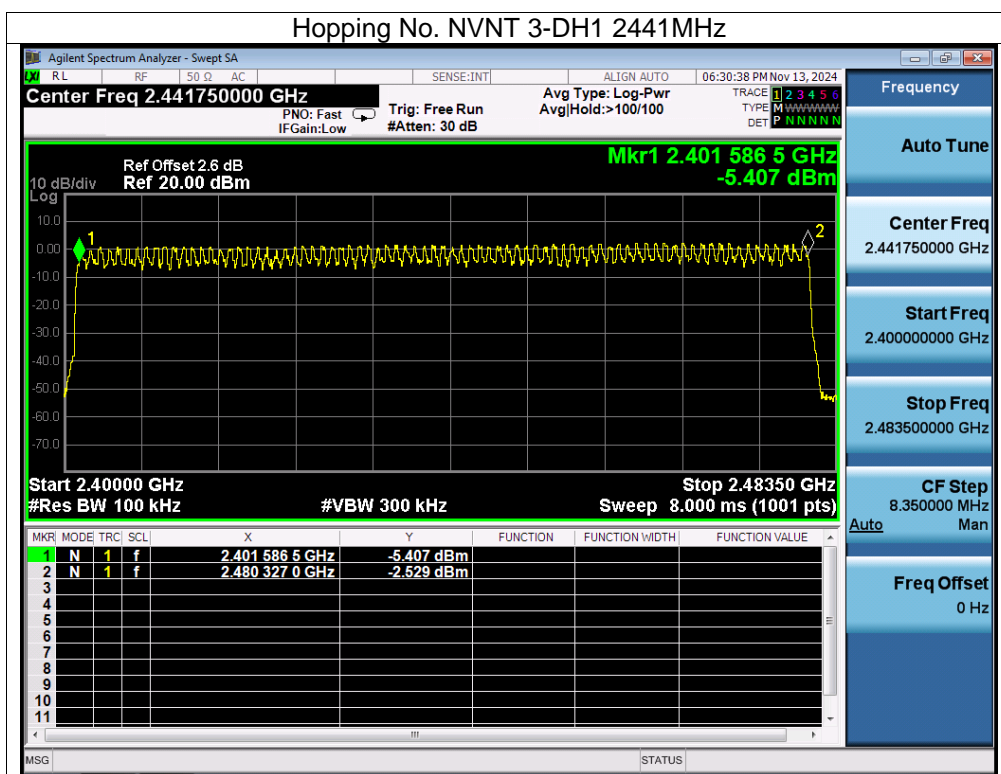 Hopping No. NVNT 3-DH1 2441MHz
Agilent Spectrum Analyzer - Swept SA
LXI RL RF 50 Ω AC SENSE:INT ALIGN AUTO 06:30:38 PM Nov 13, 2024
Center Freq 2.441750000 GHz
PNO: Fast
IFGain:Low
Trig: Free Run
#Atten: 30 dB
Avg Type: Log-Pwr
Avg|Hold:>100/100
TRACE 1 2 3 4 5 6
TYPE M WWWWW
DET P N N N N N
Ref Offset 2.6 dB
10 dB/div Ref 20.00 dBm
Log
Mkr1 2.401 586 5 GHz
-5.407 dBm
10.0
0.00
-10.0
-20.0
-30.0
-40.0
-50.0
-60.0
-70.0
1
2
Start 2.40000 GHz Stop 2.48350 GHz
#Res BW 100 kHz #VBW 300 kHz Sweep 8.000 ms (1001 pts)
MKR MODE TRC SCL X Y FUNCTION FUNCTION WIDTH FUNCTION VALUE
1 N 1 f 2.401 586 5 GHz -5.407 dBm
2 N 1 f 2.480 327 0 GHz -2.529 dBm
3
4
5
6
7
8
9
10
11
MSG STATUS
Frequency
Auto Tune
Center Freq
2.441750000 GHz
Start Freq
2.400000000 GHz
Stop Freq
2.483500000 GHz
CF Step
8.350000 MHz
Auto Man
Freq Offset
0 Hz